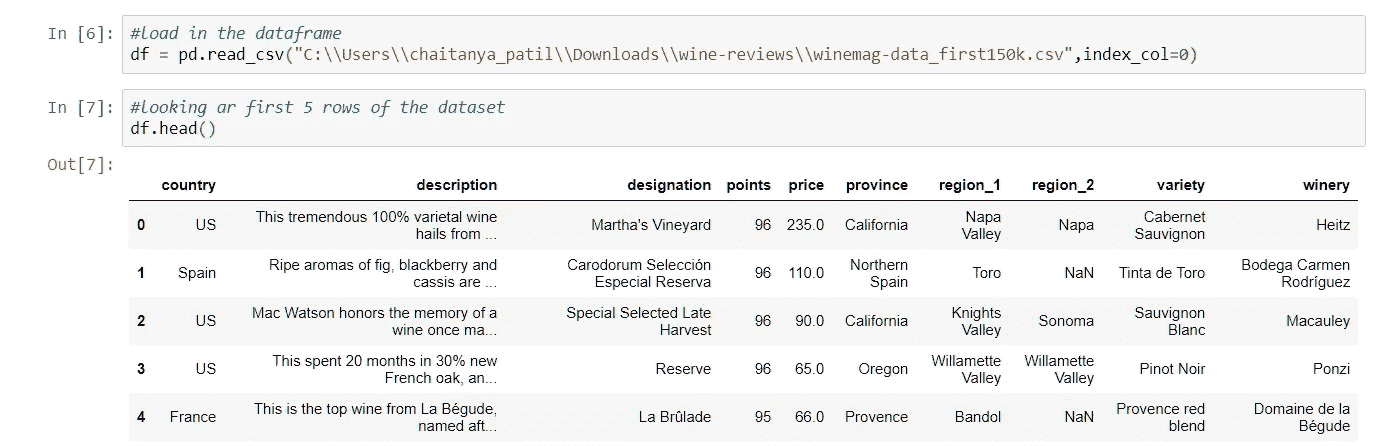 In [6]: #load in the dataframe
df = pd.read_csv("C:\\Users\\chaitanya_patil\\Downloads\\wine-reviews\\winemag-data_first150k.csv",index_col=0)
In [7]: #looking ar first 5 rows of the dataset
df.head()
Out[7]:
country description designation points price province region_1 region_2 variety winery
0 US This tremendous 100% varietal wine hails from ... Martha's Vineyard 96 235.0 California Napa Valley Napa Cabernet Sauvignon Heitz
1 Spain Ripe aromas of fig, blackberry and cassis are ... Carodorum Selección Especial Reserva 96 110.0 Northern Spain Toro NaN Tinta de Toro Bodega Carmen Rodríguez
2 US Mac Watson honors the memory of a wine once ma... Special Selected Late Harvest 96 90.0 California Knights Valley Sonoma Sauvignon Blanc Macauley
3 US This spent 20 months in 30% new French oak, an... Reserve 96 65.0 Oregon Willamette Valley Willamette Valley Pinot Noir Ponzi
4 France This is the top wine from La Bégude, named aft... La Brûlade 95 66.0 Provence Bandol NaN Provence red blend Domaine de la Bégude